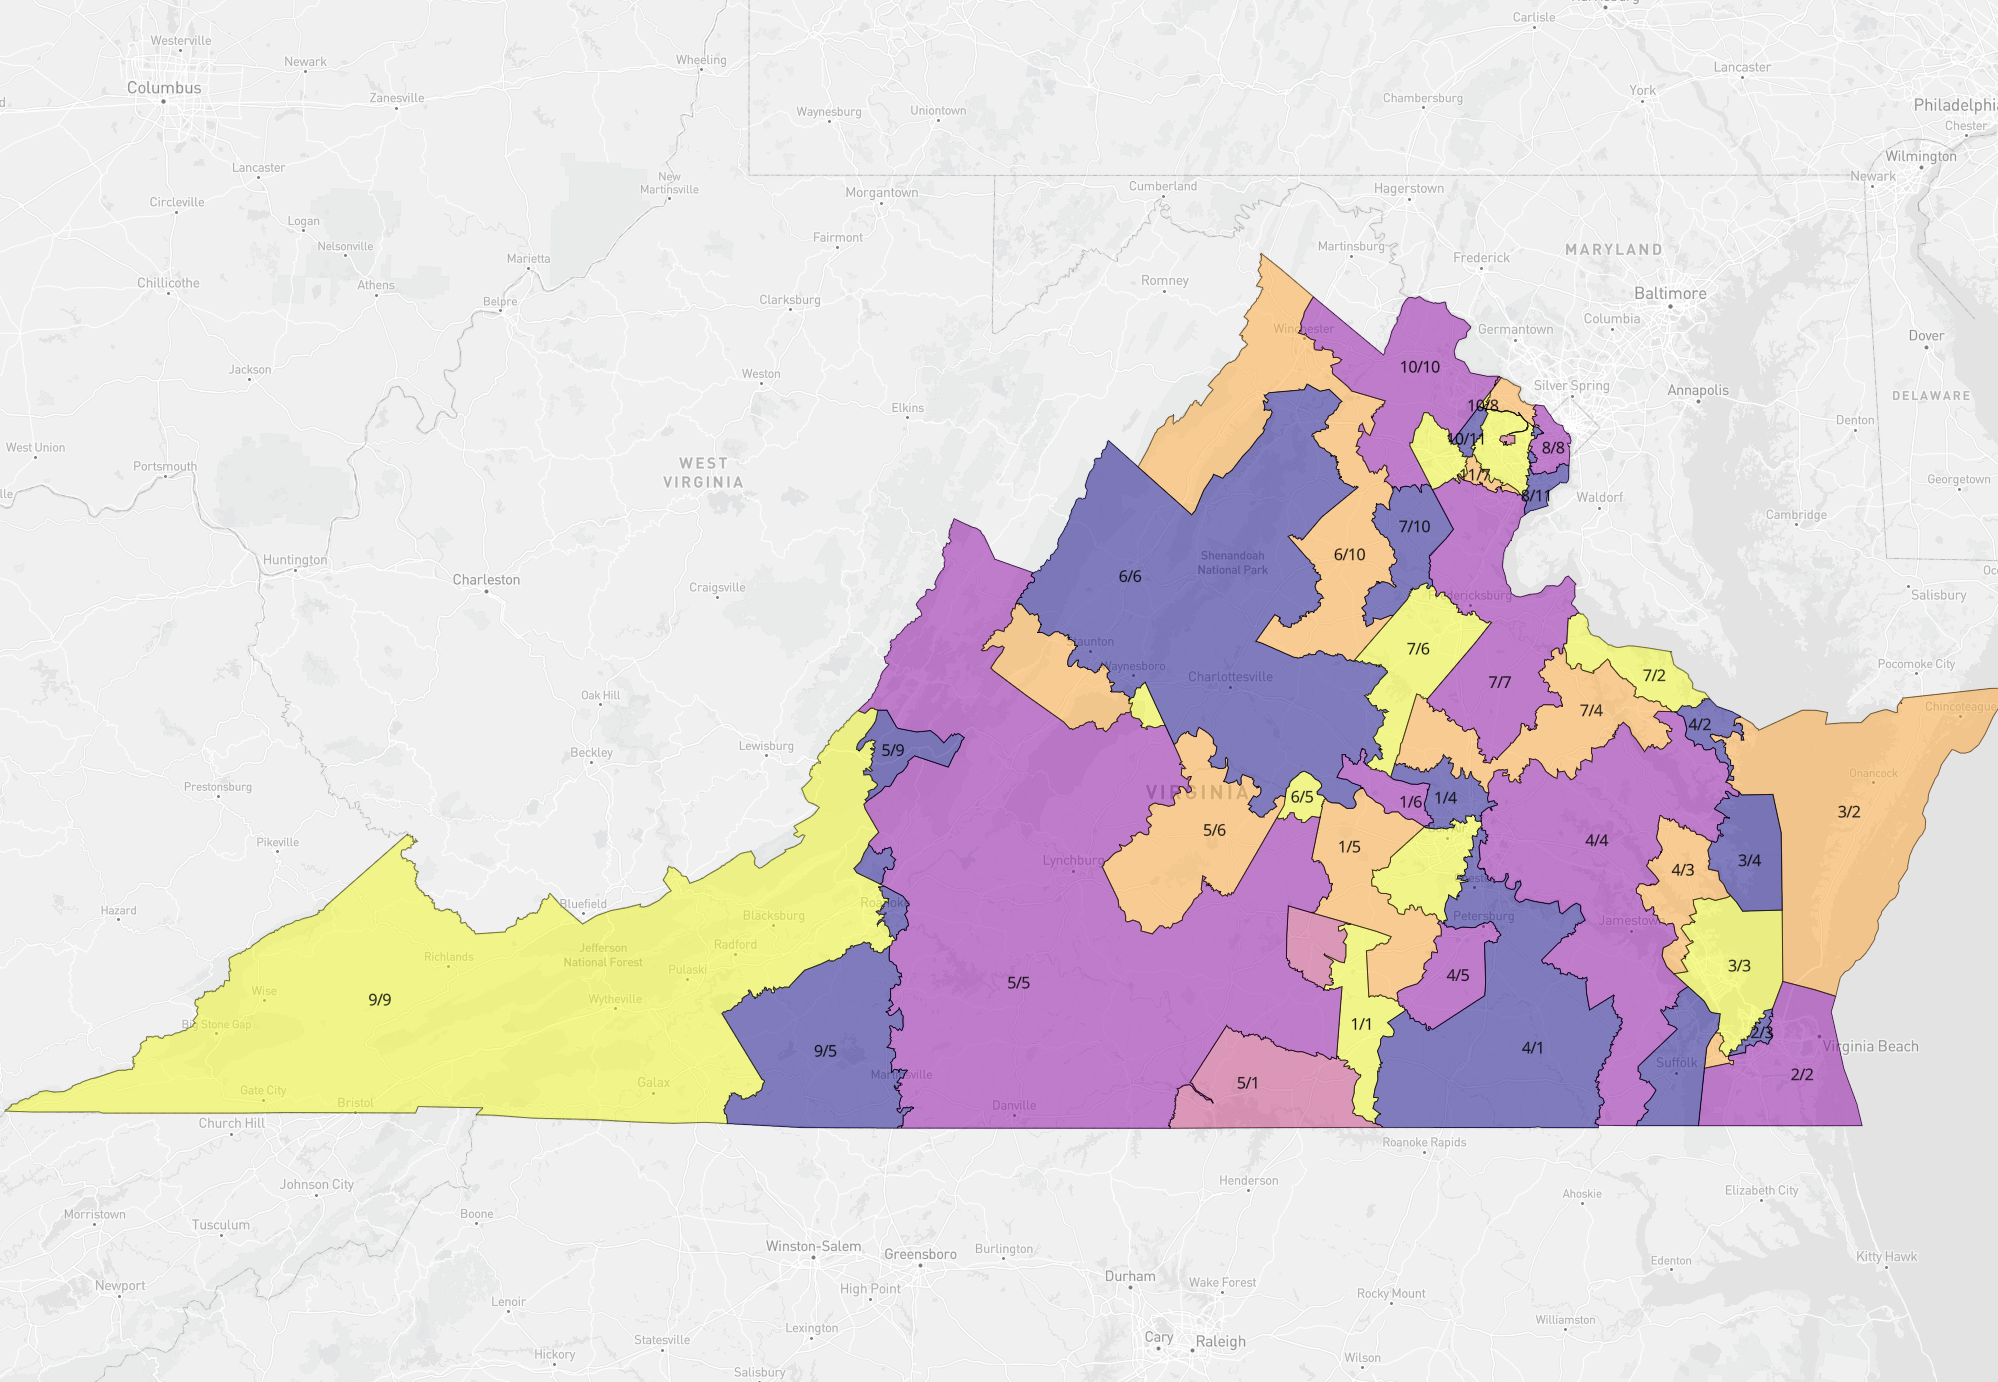 Carlisle
Westerville
Newark
Wheeling
Lancaster
Columbus
Zanesville
York
Chambersburg
Waynesburg
Uniontown
Philadelphia
Chester
Wilmington
Lancaster
New
Martinsville
Newark
Morgantown
Cumberland
Hagerstown
Circleville
Logan
Nelsonville
Fairmont
Martinsburg
MARYLAND
Frederick
Marietta
Chillicothe
Athens
Romney
Baltimore
Belpre
Clarksburg
Columbia
Germantown
Winchester
Dover
Jackson
Weston
10/10
Silver Spring
Annapolis
DELAWARE
Elkins
10/8
Denton
Milford
West Union
10/11
8/8
Portsmouth
WEST
VIRGINIA
11/7
Georgetown
8/11
Waldorf
Cambridge
7/10
Huntington
Charleston
Shenandoah
National Park
6/10
6/6
Craigsville
Fredericksburg
Salisbury
Staunton
7/6
Waynesboro
Pocomoke City
Charlottesville
7/2
7/7
Oak Hill
7/4
Chincoteague
4/2
Lewisburg
5/9
Beckley
Onancock
Prestonsburg
VIRGINIA
6/5
1/6
1/4
3/2
5/6
Bon Air
4/4
Pikeville
1/5
Lynchburg
3/4
4/3
Bluefield
Roanoke
Hazard
Blacksburg
Petersburg
Jamestown
Jefferson
National Forest
Radford
Richlands
Pulaski
3/3
4/5
5/5
Wise
Wytheville
9/9
Big Stone Gap
1/1
2/3
Virginia Beach
9/5
4/1
Suffolk
Martinsville
2/2
5/1
Galax
Gate City
Bristol
Danville
Church Hill
Roanoke Rapids
Johnson City
Henderson
Ahoskie
Elizabeth City
Morristown
Boone
Tusculum
Winston-Salem
Greensboro
Burlington
Kitty Hawk
Edenton
Newport
Durham
Wake Forest
High Point
Rocky Mount
Lenoir
Williamston
Statesville
Lexington
Cary
Raleigh
Hickory
Wilson
Salisbury